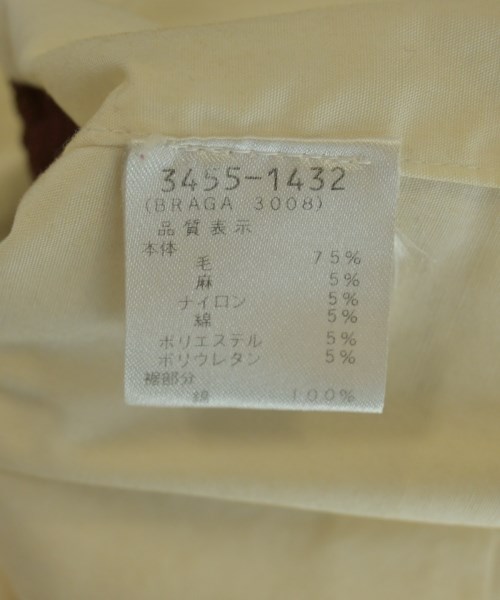 3455-1432
(BRAGA 3008)
品質表示
本体
毛 75%
麻 5%
ナイロン 5%
綿 5%
ポリエステル 5%
ポリウレタン 5%
裾部分
綿 100%